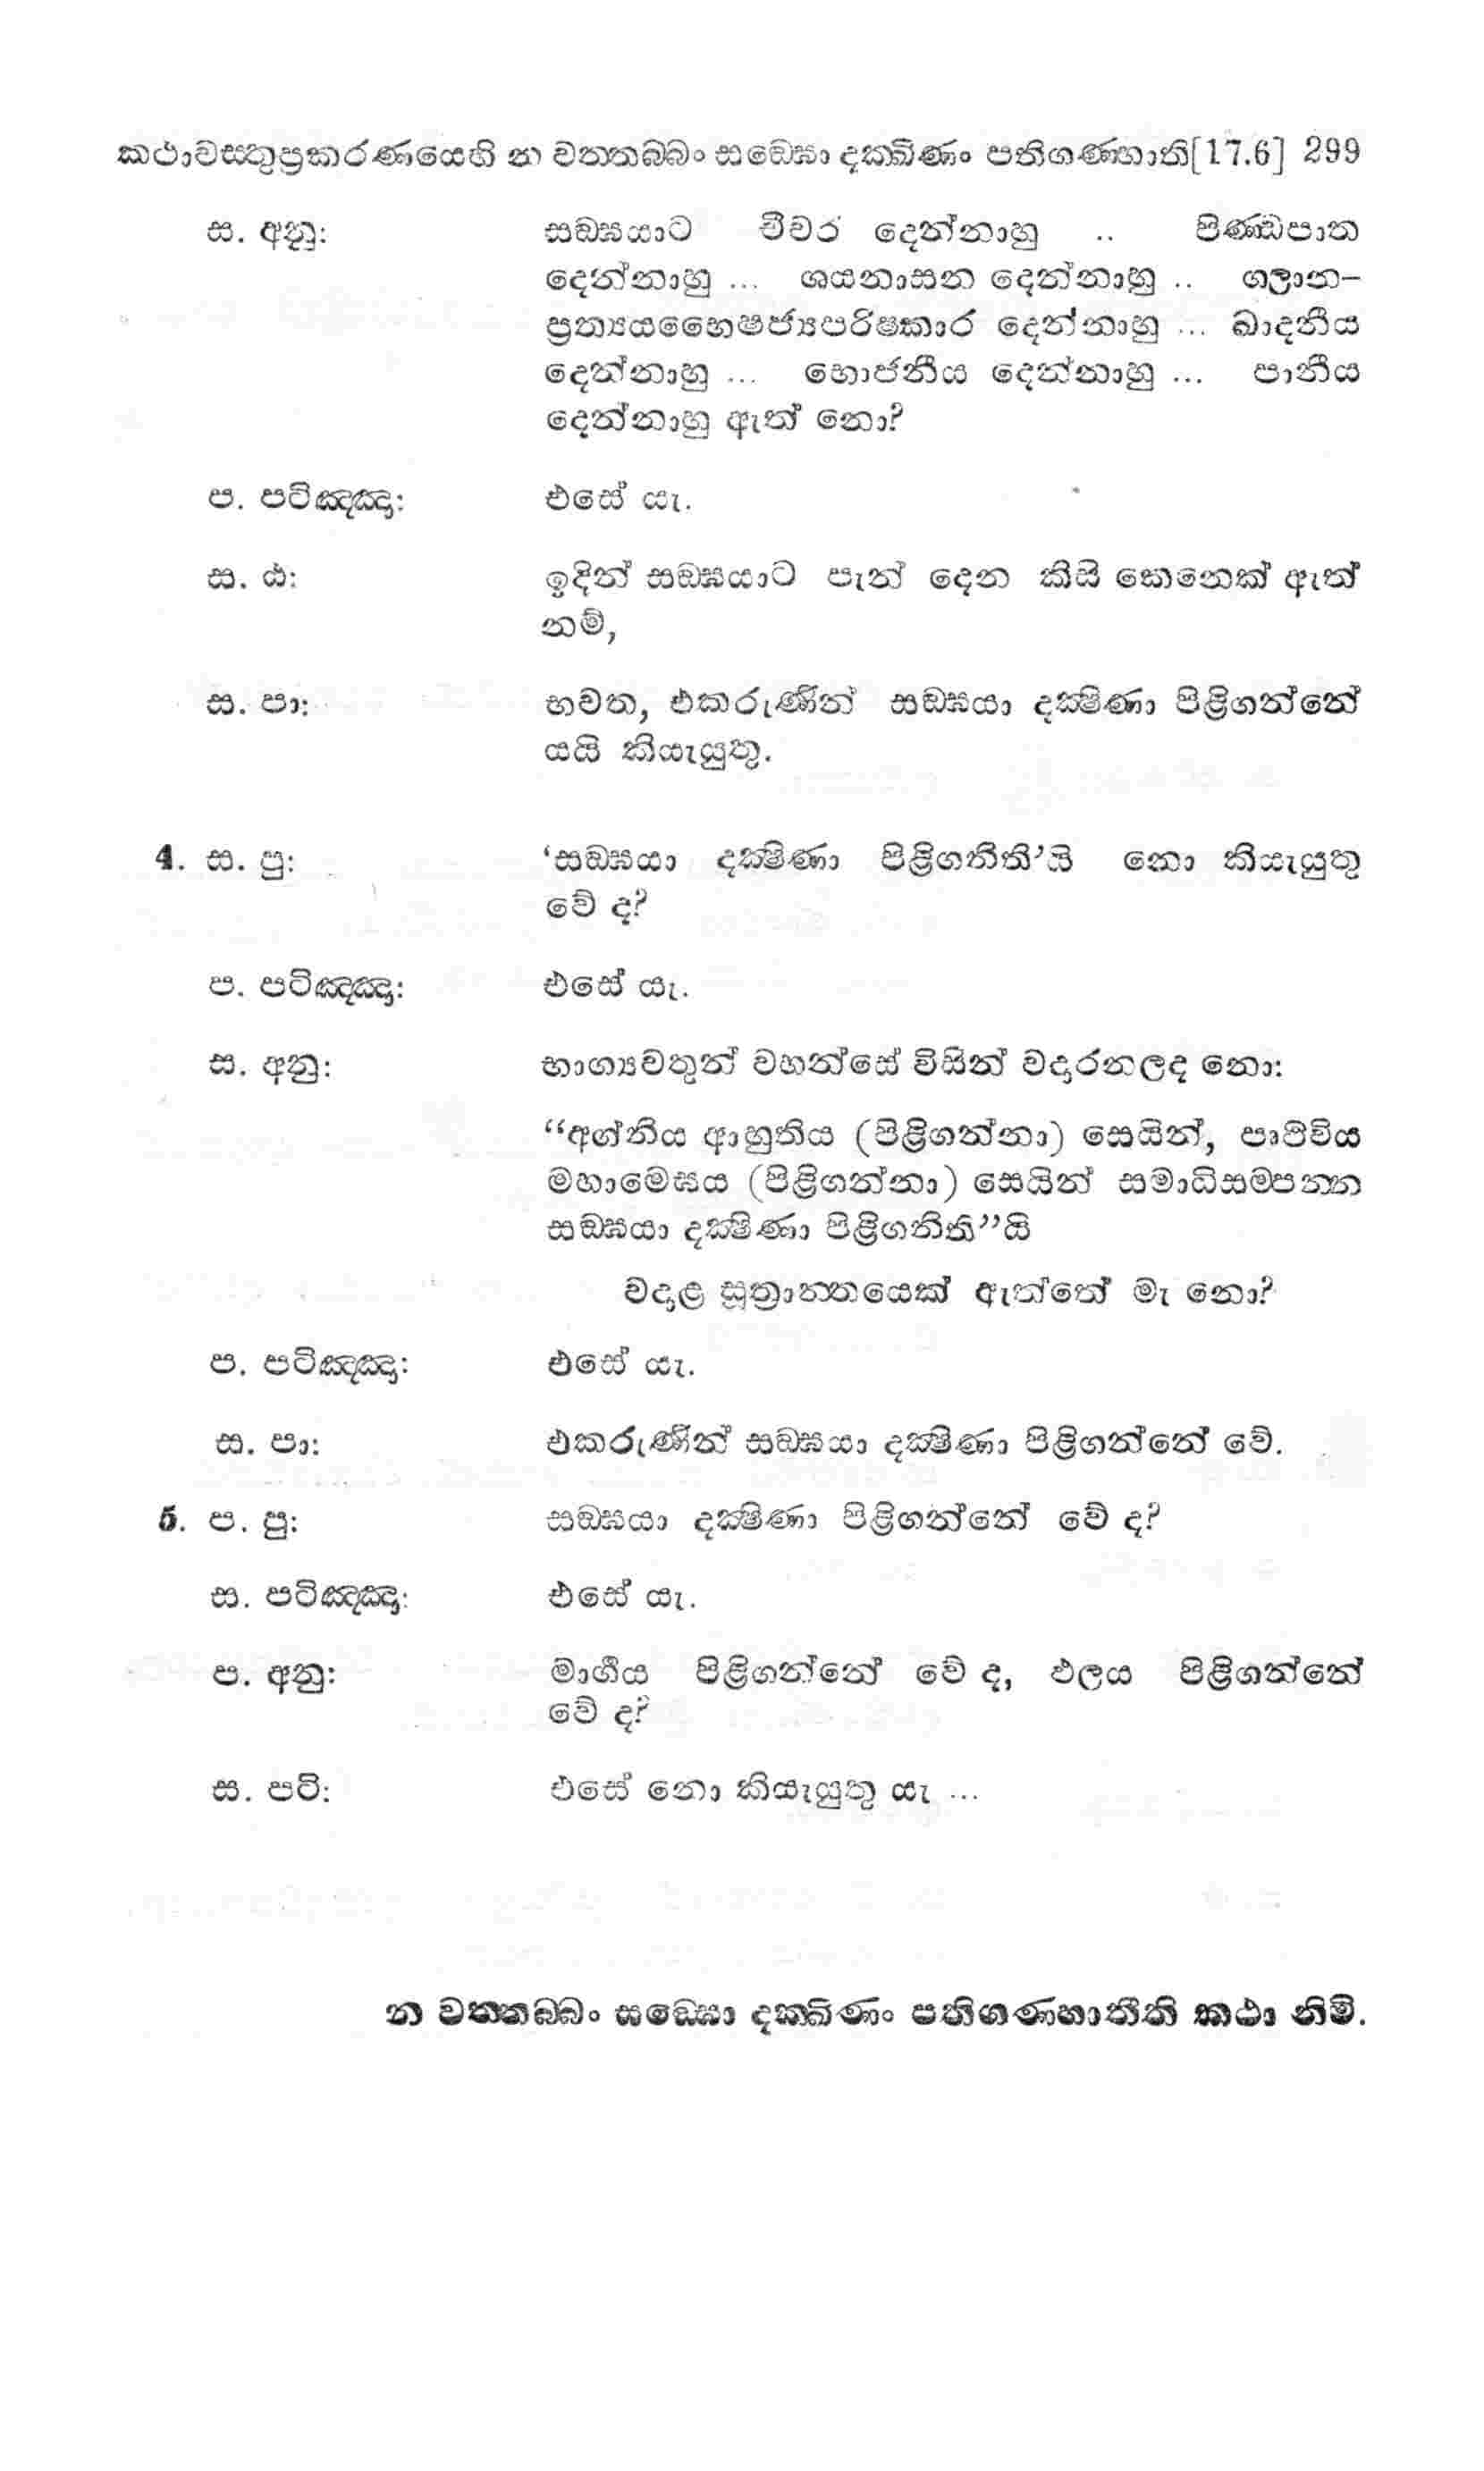 කථාවස්තුප්‍රකරණයෙහි න වත්තබ්බං සඞ්ඝො දක්ඛිණං පතිගණ්හාති[17.6] 299
ස. අනු: සඞ්ඝයාට චීවර දෙන්නාහු .. පිණ්ඩපාත
දෙන්නාහු ... ශයනාසන දෙන්නාහු .. ග්ලාන-
ප්‍රත්‍යයභෛෂජ්‍යපරිෂ්කාර දෙන්නාහු ... ඛාදනීය
දෙන්නාහු ... භොජනීය දෙන්නාහු ... පානීය
දෙන්නාහු ඇත් නො?
ප. පටිඤ්ඤා: එසේ යැ.
ස. ඨ: ඉදින් සඞ්ඝයාට පැන් දෙන කිසි කෙනෙක් ඇත්
නම්,
ස. පා: භවත, එකරුණින් සඞ්ඝයා දක්‍ෂිණා පිළිගන්නේ
යයි කියැයුතු.
4. ස. පු: ‘සඞ්ඝයා දක්‍ෂිණා පිළිගනිති’යි නො කියැයුතු
වේ ද?
ප. පටිඤ්ඤා: එසේ යැ.
ස. අනු: භාග්‍යවතුන් වහන්සේ විසින් වදාරනලද නො:
“අග්නිය ආහුතිය (පිළිගන්නා) සෙයින්, පෘථිවිය
මහාමෙඝය (පිළිගන්නා) සෙයින් සමාධිසම්පන්න
සඞ්ඝයා දක්‍ෂිණා පිළිගනිති”යි
වදාළ සූත්‍රාන්තයෙක් ඇත්තේ මැ නො?
ප. පටිඤ්ඤා: එසේ යැ.
ස. පා: එකරුණින් සඞ්ඝයා දක්‍ෂිණා පිළිගන්නේ වේ.
5. ප. පු: සඞ්ඝයා දක්‍ෂිණා පිළිගන්නේ වේ ද?
ස. පටිඤ්ඤා: එසේ යැ.
ප. අනු: මාර්ගය පිළිගන්නේ වේ ද, ඵලය පිළිගන්නේ
වේ ද?
ස. පටි: එසේ නො කියැයුතු යැ ...
න වත්තබ්බං සඞ්ඝො දක්ඛිණං පතිගණ්හාතීති කථා නිමි.